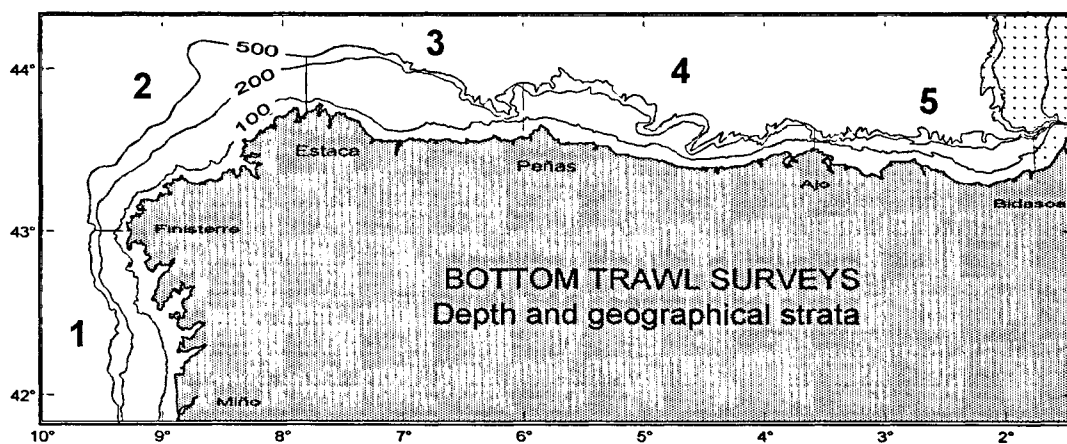 3
500
44°
4
2
200
5
100
Estaca
Peñas
Ajo
Bidasoa
43°
Finisterre
BOTTOM TRAWL SURVEYS
Depth and geographical strata
1
42°
Miño
10° 9° 8° 7° 6° 5° 4° 3° 2°